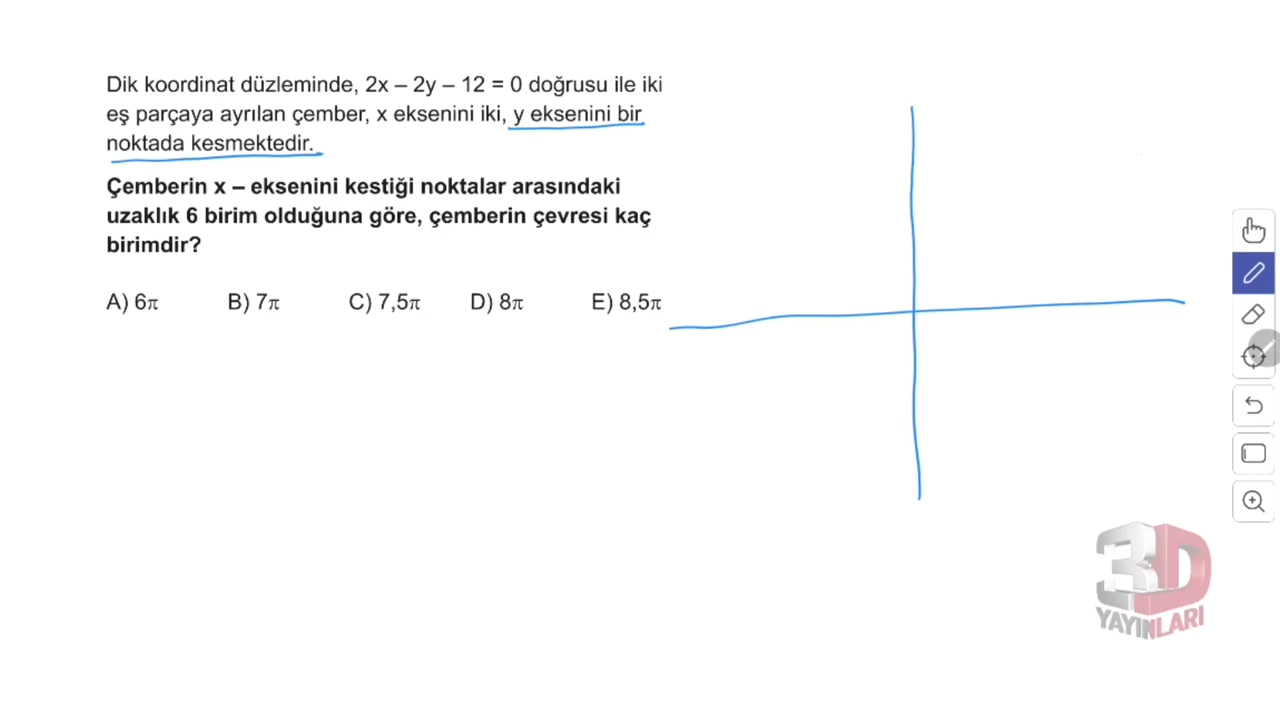 Dik koordinat düzleminde, 2x – 2y – 12 = 0 doğrusu ile iki
eş parçaya ayrılan çember, x eksenini iki, y eksenini bir
noktada kesmektedir.
Çemberin x – eksenini kestiği noktalar arasındaki
uzaklık 6 birim olduğuna göre, çemberin çevresi kaç
birimdir?
A) 6π B) 7π C) 7,5π D) 8π E) 8,5π
3D
YAYINLARI